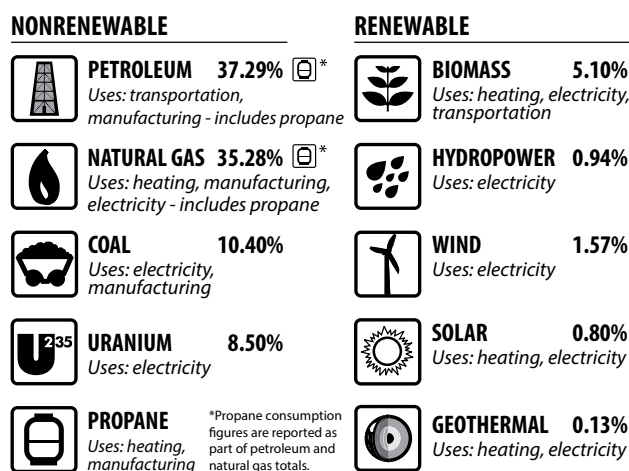 NONRENEWABLE
PETROLEUM 37.29% *
Uses: transportation,
manufacturing - includes propane
NATURAL GAS 35.28% *
Uses: heating, manufacturing,
electricity - includes propane
COAL 10.40%
Uses: electricity,
manufacturing
U235
URANIUM 8.50%
Uses: electricity
PROPANE
Uses: heating,
manufacturing
*Propane consumption
figures are reported as
part of petroleum and
natural gas totals.
RENEWABLE
BIOMASS 5.10%
Uses: heating, electricity,
transportation
HYDROPOWER 0.94%
Uses: electricity
WIND 1.57%
Uses: electricity
SOLAR 0.80%
Uses: heating, electricity
GEOTHERMAL 0.13%
Uses: heating, electricity